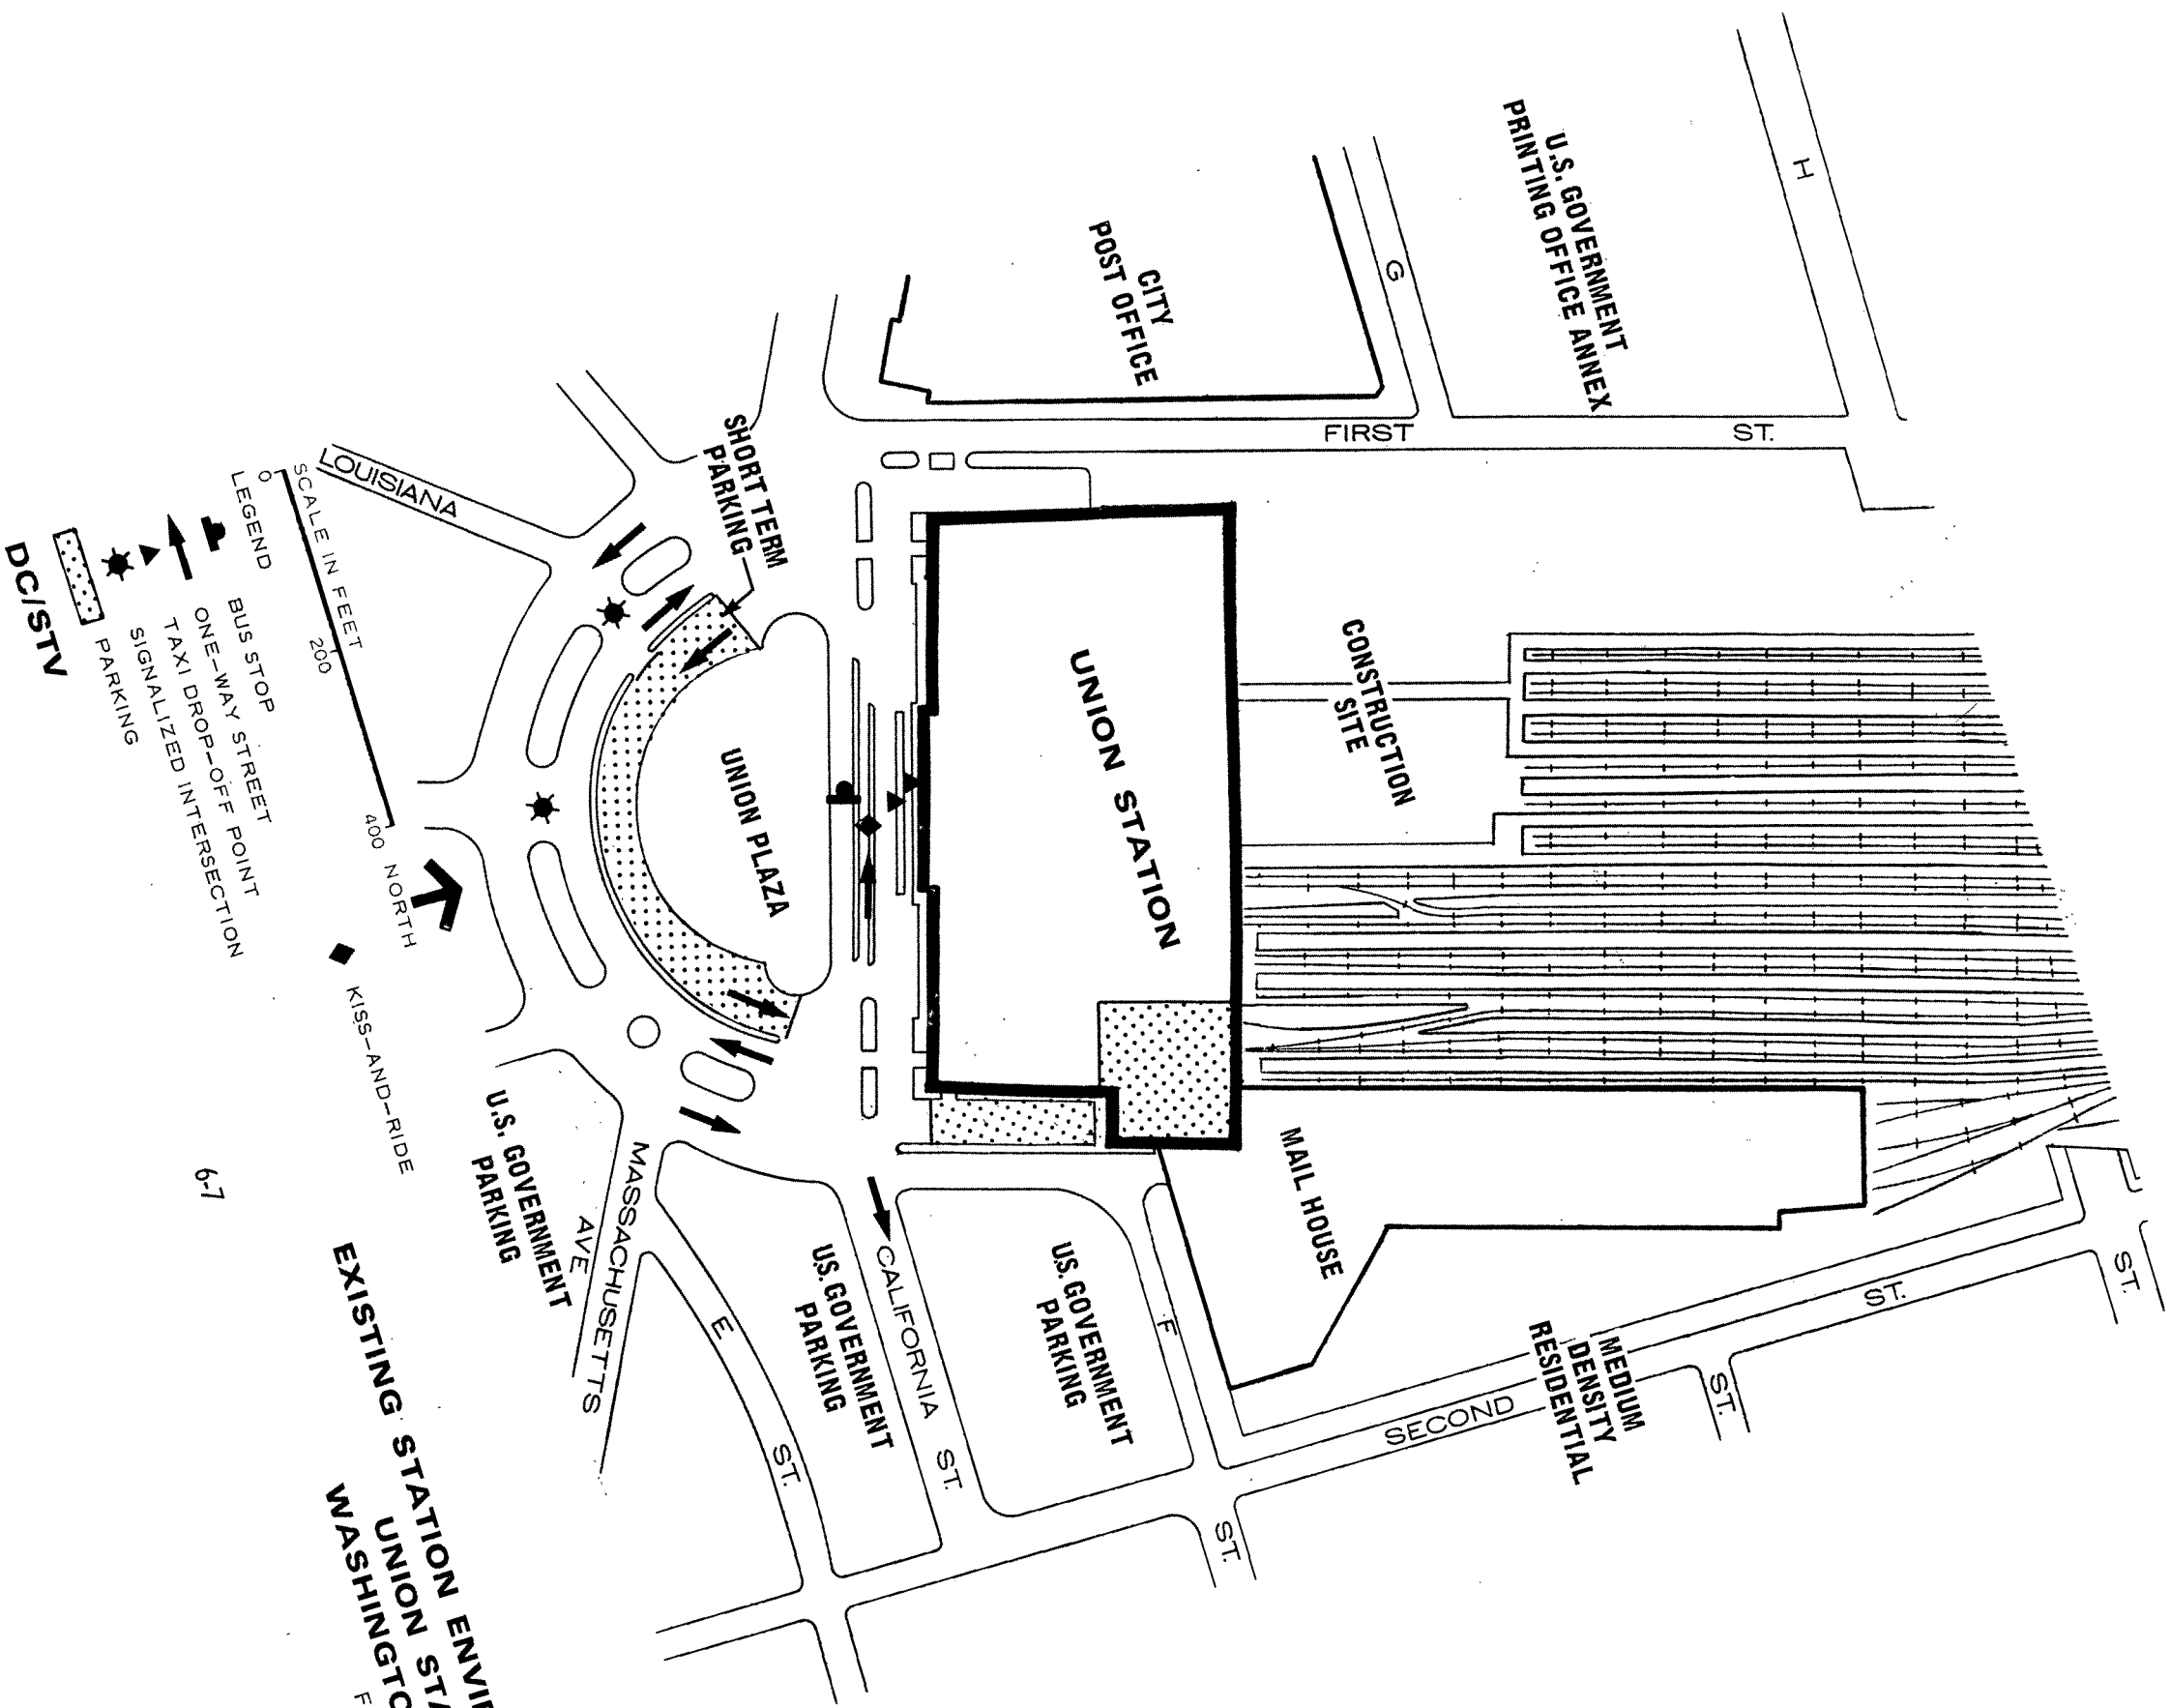 H
U.S. GOVERNMENT
PRINTING OFFICE ANNEX
G
CITY
POST OFFICE
FIRST ST.
SHORT TERM
PARKING
LOUISIANA
UNION STATION
CONSTRUCTION
SITE
UNION PLAZA
MAIL HOUSE
U.S. GOVERNMENT
PARKING
MASSACHUSETTS
AVE
E ST.
U.S. GOVERNMENT
PARKING
CALIFORNIA ST.
U.S. GOVERNMENT
PARKING
F ST.
SECOND ST.
MEDIUM
DENSITY
RESIDENTIAL
ST.
ST.
SCALE IN FEET
0 200 400
NORTH
LEGEND
BUS STOP
ONE-WAY STREET
TAXI DROP-OFF POINT
SIGNALIZED INTERSECTION
PARKING
KISS-AND-RIDE
DC/STV
6-7
EXISTING STATION ENVI
UNION STA
WASHINGTO
F